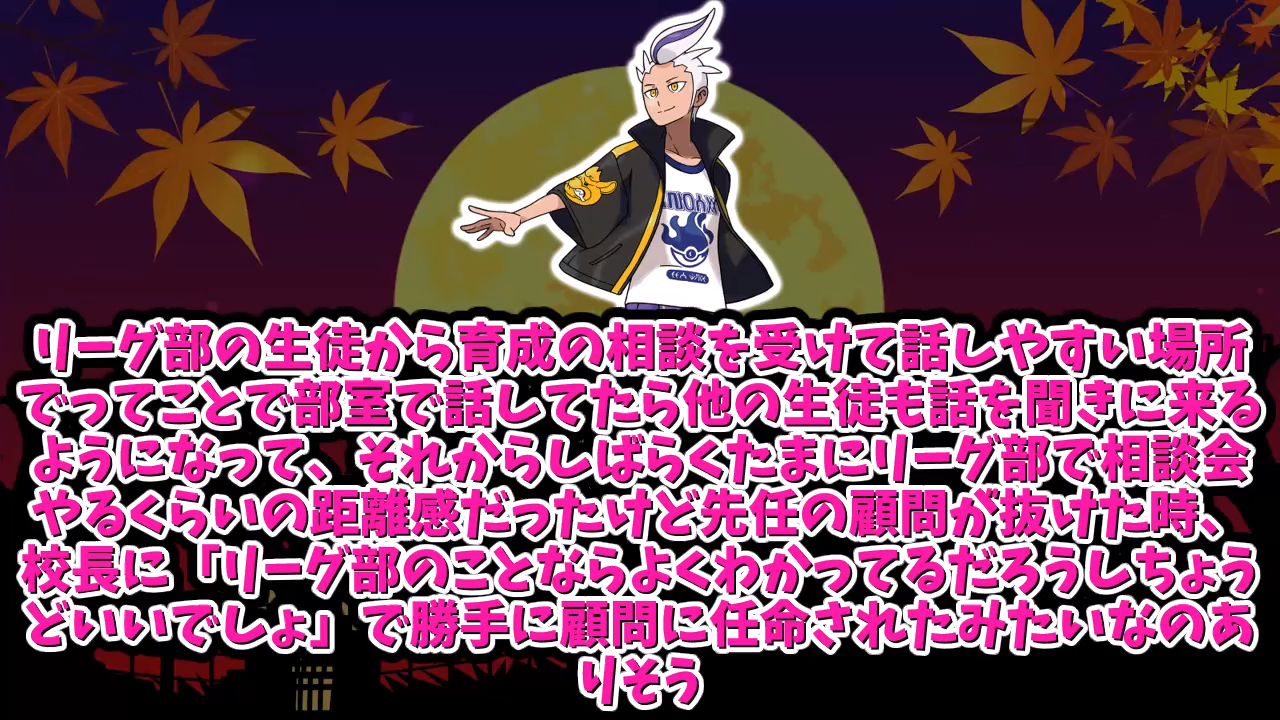 リーグ部の生徒から育成の相談を受けて話しやすい場所
でってことで部室で話してたら他の生徒も話を聞きに来る
ようになって、それからしばらくたまにリーグ部で相談会
やるくらいの距離感だったけど先任の顧問が抜けた時、
校長に「リーグ部のことならよくわかってるだろうしちょう
どいいでしょ」で勝手に顧問に任命されたみたいなのあ
りそう